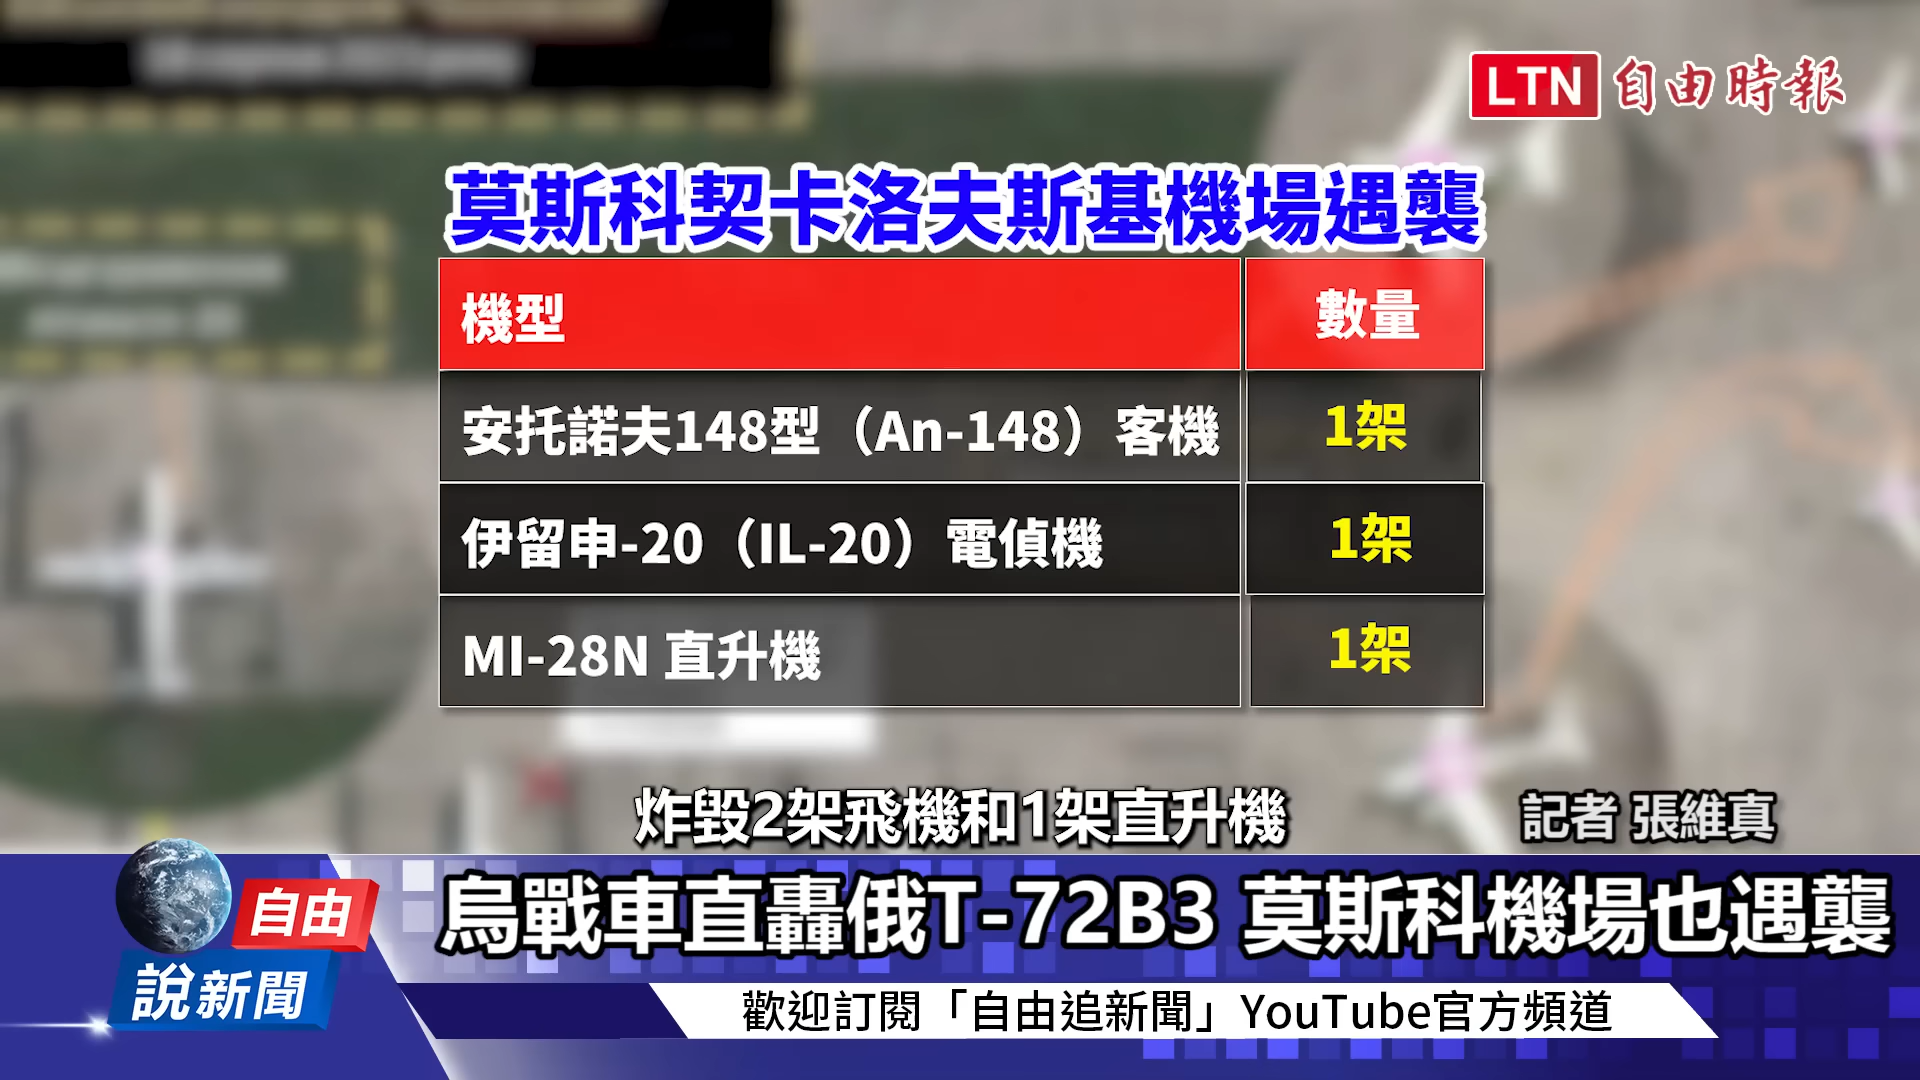 LTN 自由時報
莫斯科契卡洛夫斯基機場遇襲
機型 數量
安托諾夫148型（An-148）客機 1架
伊留申-20（IL-20）電偵機 1架
MI-28N 直升機 1架
炸毀2架飛機和1架直升機
記者 張維真
自由
說新聞
烏戰車直轟俄T-72B3 莫斯科機場也遇襲
歡迎訂閱「自由追新聞」YouTube官方頻道